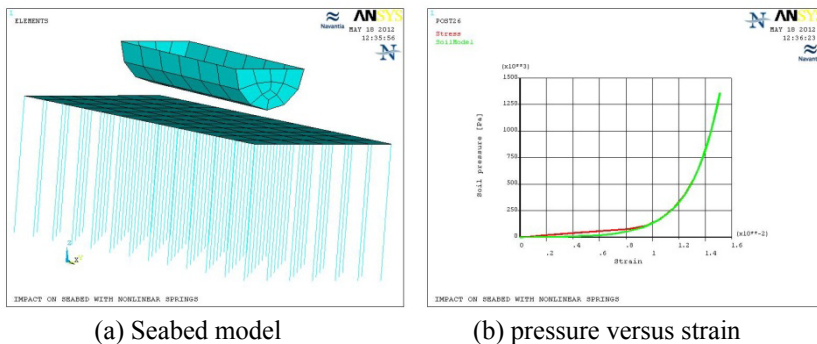 1
ELEMENTS
Navantia
ANSYS
MAY 18 2012
12:35:56
N
Z
X
Y
IMPACT ON SEABED WITH NONLINEAR SPRINGS
(a) Seabed model
1
POST26
Stress
SoilModel
ANSYS
MAY 18 2012
12:36:23
N
Navantia
(x10**3)
1500
1250
1000
750
500
250
0
Soil pressure [Pa]
0 .2 .4 .6 .8 1 1.2 1.4 1.6
(x10**-2)
Strain
IMPACT ON SEABED WITH NONLINEAR SPRINGS
(b) pressure versus strain